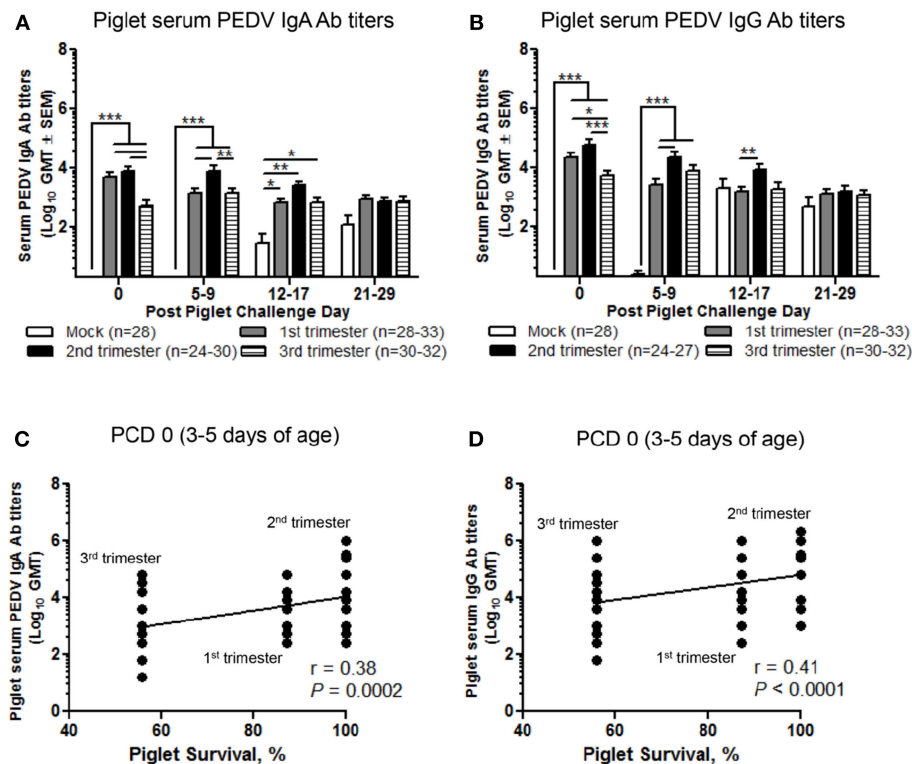 A
Piglet serum PEDV IgA Ab titers
Serum PEDV IgA Ab titers
(Log10 GMT ± SEM)
8
6
4
2
***
***
**
*
**
*
0
5-9
12-17
21-29
Post Piglet Challenge Day
Mock (n=28)
1st trimester (n=28-33)
2nd trimester (n=24-30)
3rd trimester (n=30-32)
B
Piglet serum PEDV IgG Ab titers
Serum PEDV IgG Ab titers
(Log10 GMT ± SEM)
8
6
4
2
***
*
***
***
**
0
5-9
12-17
21-29
Post Piglet Challenge Day
Mock (n=28)
1st trimester (n=28-33)
2nd trimester (n=24-27)
3rd trimester (n=30-32)
C
PCD 0 (3-5 days of age)
Piglet serum PEDV IgA Ab titers
(Log10 GMT)
8
6
4
2
0
3rd trimester
2nd trimester
1st trimester
r = 0.38
P = 0.0002
40
60
80
100
Piglet Survival, %
D
PCD 0 (3-5 days of age)
Piglet serum IgG Ab titers
(Log10 GMT)
8
6
4
2
0
3rd trimester
2nd trimester
1st trimester
r = 0.41
P < 0.0001
40
60
80
100
Piglet Survival, %